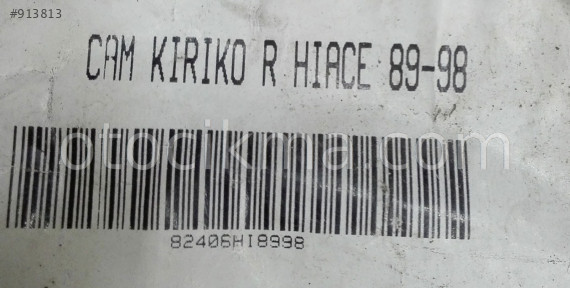 #913813
CAM KIRIKO R HIACE 89-98
otocikma.com
82406HI8998